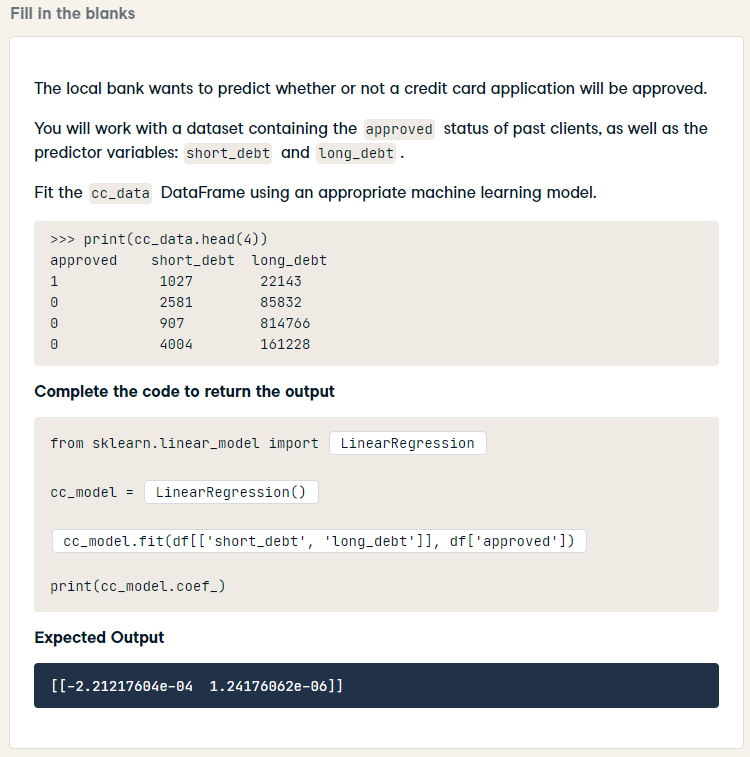 Fill in the blanks
The local bank wants to predict whether or not a credit card application will be approved.
You will work with a dataset containing the approved status of past clients, as well as the
predictor variables: short_debt and long_debt .
Fit the cc_data DataFrame using an appropriate machine learning model.
>>> print(cc_data.head(4))
approved    short_debt  long_debt
1            1027        22143
0            2581        85832
0            907         814766
0            4004        161228
Complete the code to return the output
from sklearn.linear_model import LinearRegression
cc_model = LinearRegression()
cc_model.fit(df[['short_debt', 'long_debt']], df['approved'])
print(cc_model.coef_)
Expected Output
[[-2.21217604e-04  1.24176062e-06]]